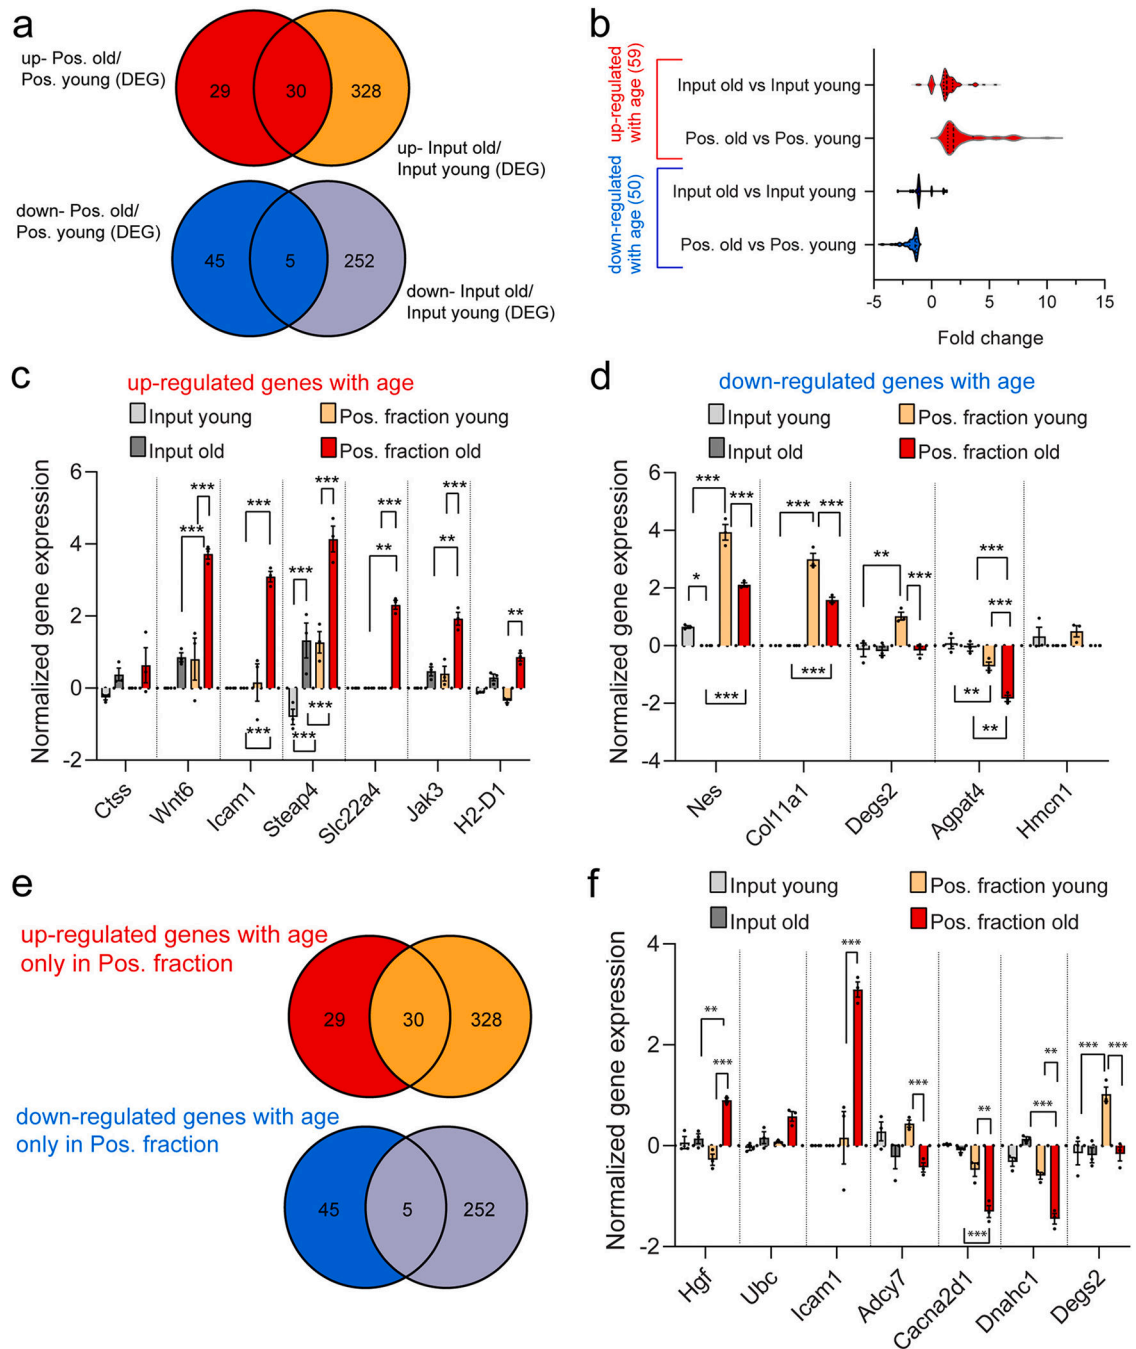 a
up- Pos. old/
Pos. young (DEG)
29
30
328
up- Input old/
Input young (DEG)
down- Pos. old/
Pos. young (DEG)
45
5
252
down- Input old/
Input young (DEG)
b
up-regulated
with age (59)
Input old vs Input young
Pos. old vs Pos. young
down-regulated
with age (50)
Input old vs Input young
Pos. old vs Pos. young
-5
0
5
10
15
Fold change
c
up-regulated genes with age
Input young
Pos. fraction young
Input old
Pos. fraction old
Normalized gene expression
6
4
2
0
-2
***
***
***
***
***
***
***
***
***
**
***
**
**
Ctss
Wnt6
Icam1
Steap4
Slc22a4
Jak3
H2-D1
d
down-regulated genes with age
Input young
Pos. fraction young
Input old
Pos. fraction old
Normalized gene expression
6
4
2
0
-2
-4
*
***
***
***
***
***
***
**
***
***
***
**
**
Nes
Col11a1
Degs2
Agpat4
Hmcn1
e
up-regulated genes with age
only in Pos. fraction
29
30
328
down-regulated genes with age
only in Pos. fraction
45
5
252
f
Input young
Pos. fraction young
Input old
Pos. fraction old
Normalized gene expression
4
2
0
-2
**
***
***
***
**
***
**
***
***
***
Hgf
Ubc
Icam1
Adcy7
Cacna2d1
Dnahc1
Degs2